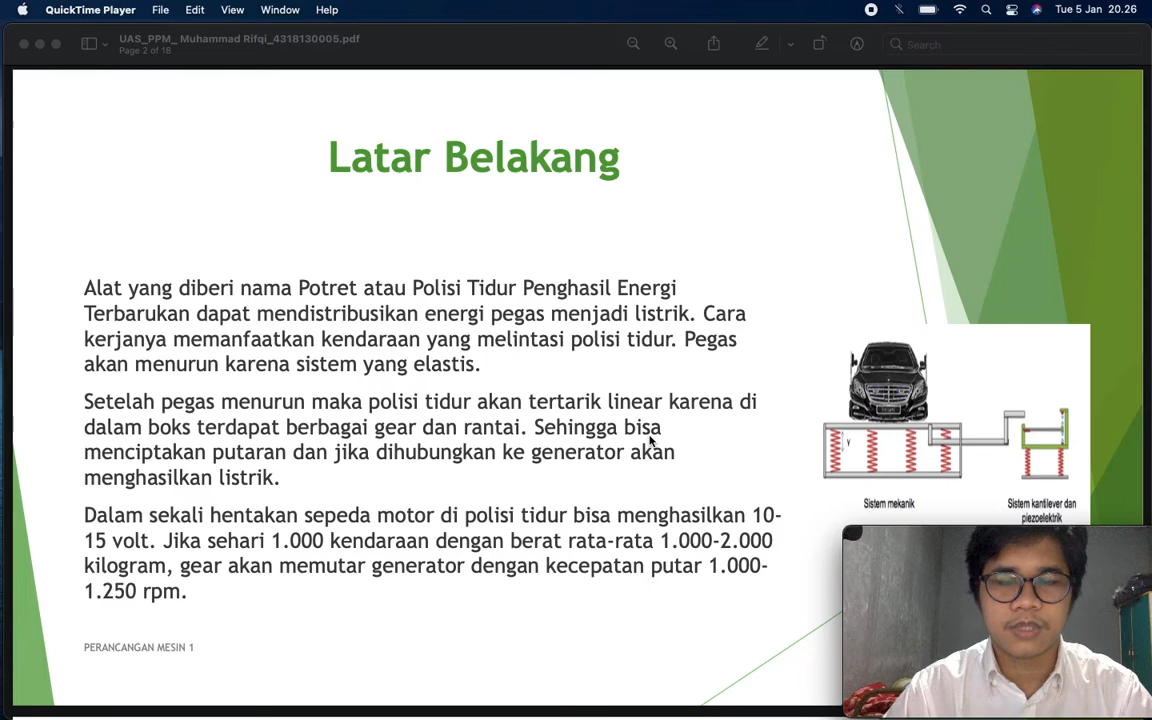 QuickTime Player File Edit View Window Help Tue 5 Jan 20.26
UAS_PPM_ Muhammad Rifqi_4318130005.pdf
Page 2 of 18
Search
Latar Belakang
Alat yang diberi nama Potret atau Polisi Tidur Penghasil Energi
Terbarukan dapat mendistribusikan energi pegas menjadi listrik. Cara
kerjanya memanfaatkan kendaraan yang melintasi polisi tidur. Pegas
akan menurun karena sistem yang elastis.
Setelah pegas menurun maka polisi tidur akan tertarik linear karena di
dalam boks terdapat berbagai gear dan rantai. Sehingga bisa
menciptakan putaran dan jika dihubungkan ke generator akan
menghasilkan listrik.
Dalam sekali hentakan sepeda motor di polisi tidur bisa menghasilkan 10-
15 volt. Jika sehari 1.000 kendaraan dengan berat rata-rata 1.000-2.000
kilogram, gear akan memutar generator dengan kecepatan putar 1.000-
1.250 rpm.
Y
Sistem mekanik
Sistem kantilever dan
piezoelektrik
PERANCANGAN MESIN 1